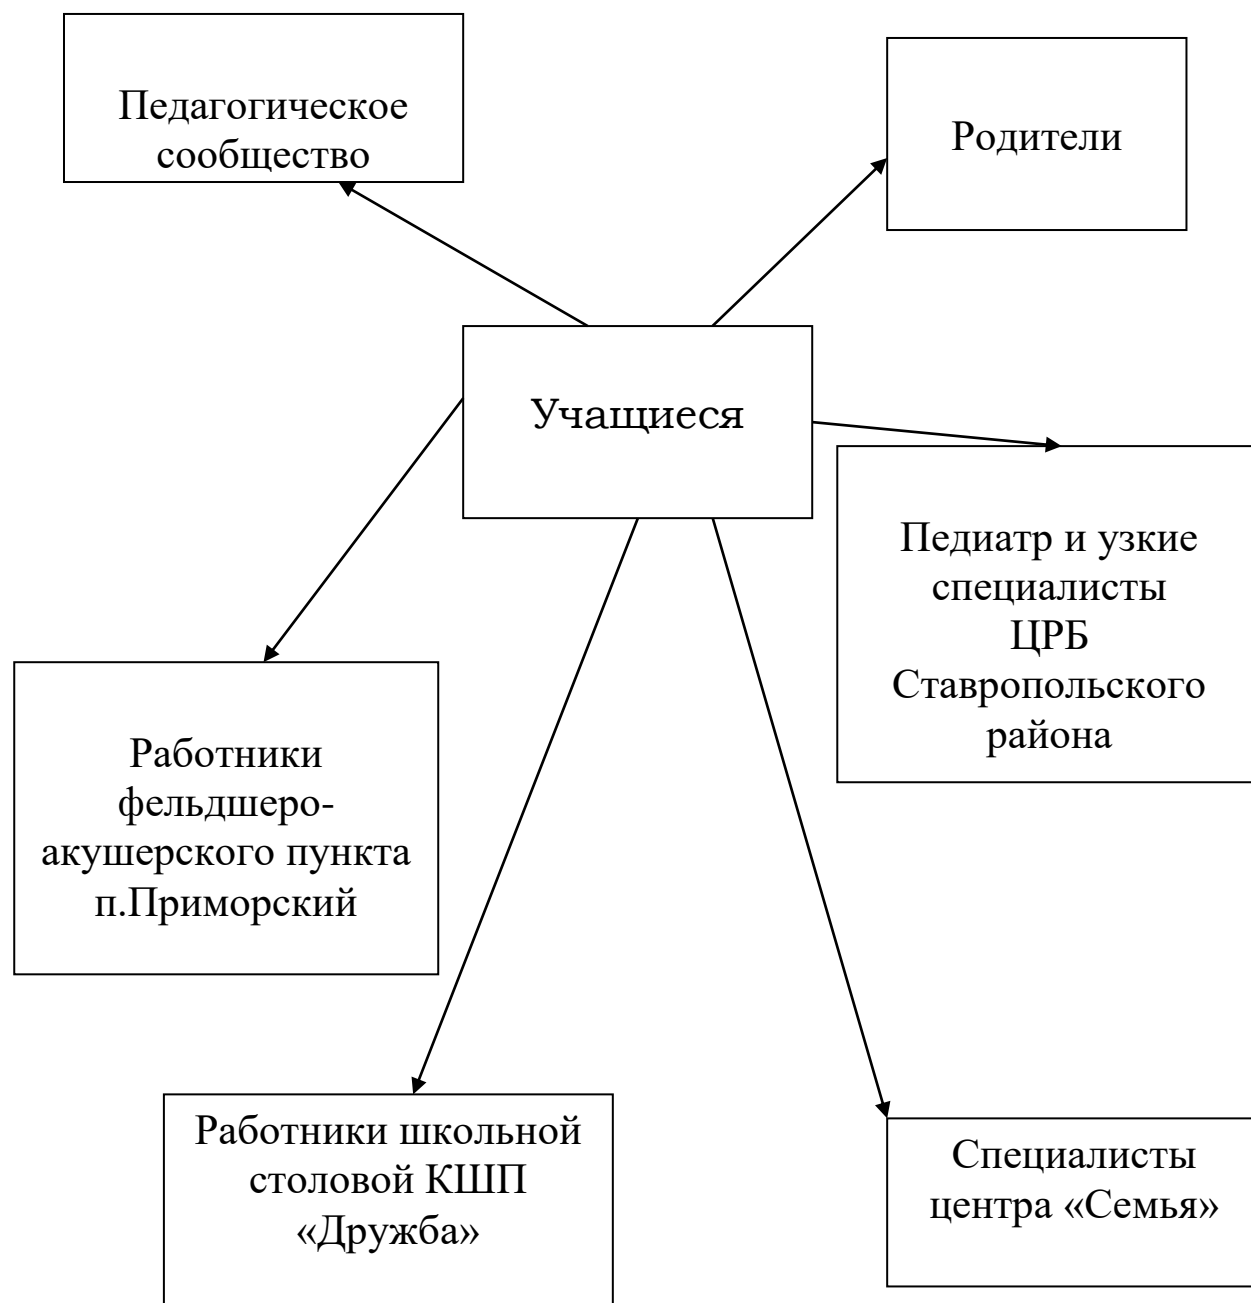 Педагогическое
сообщество
Родители
Учащиеся
Педиатр и узкие
специалисты
ЦРБ
Ставропольского
района
Работники
фельдшеро-
акушерского пункта
п.Приморский
Работники школьной
столовой КШП
«Дружба»
Специалисты
центра «Семья»